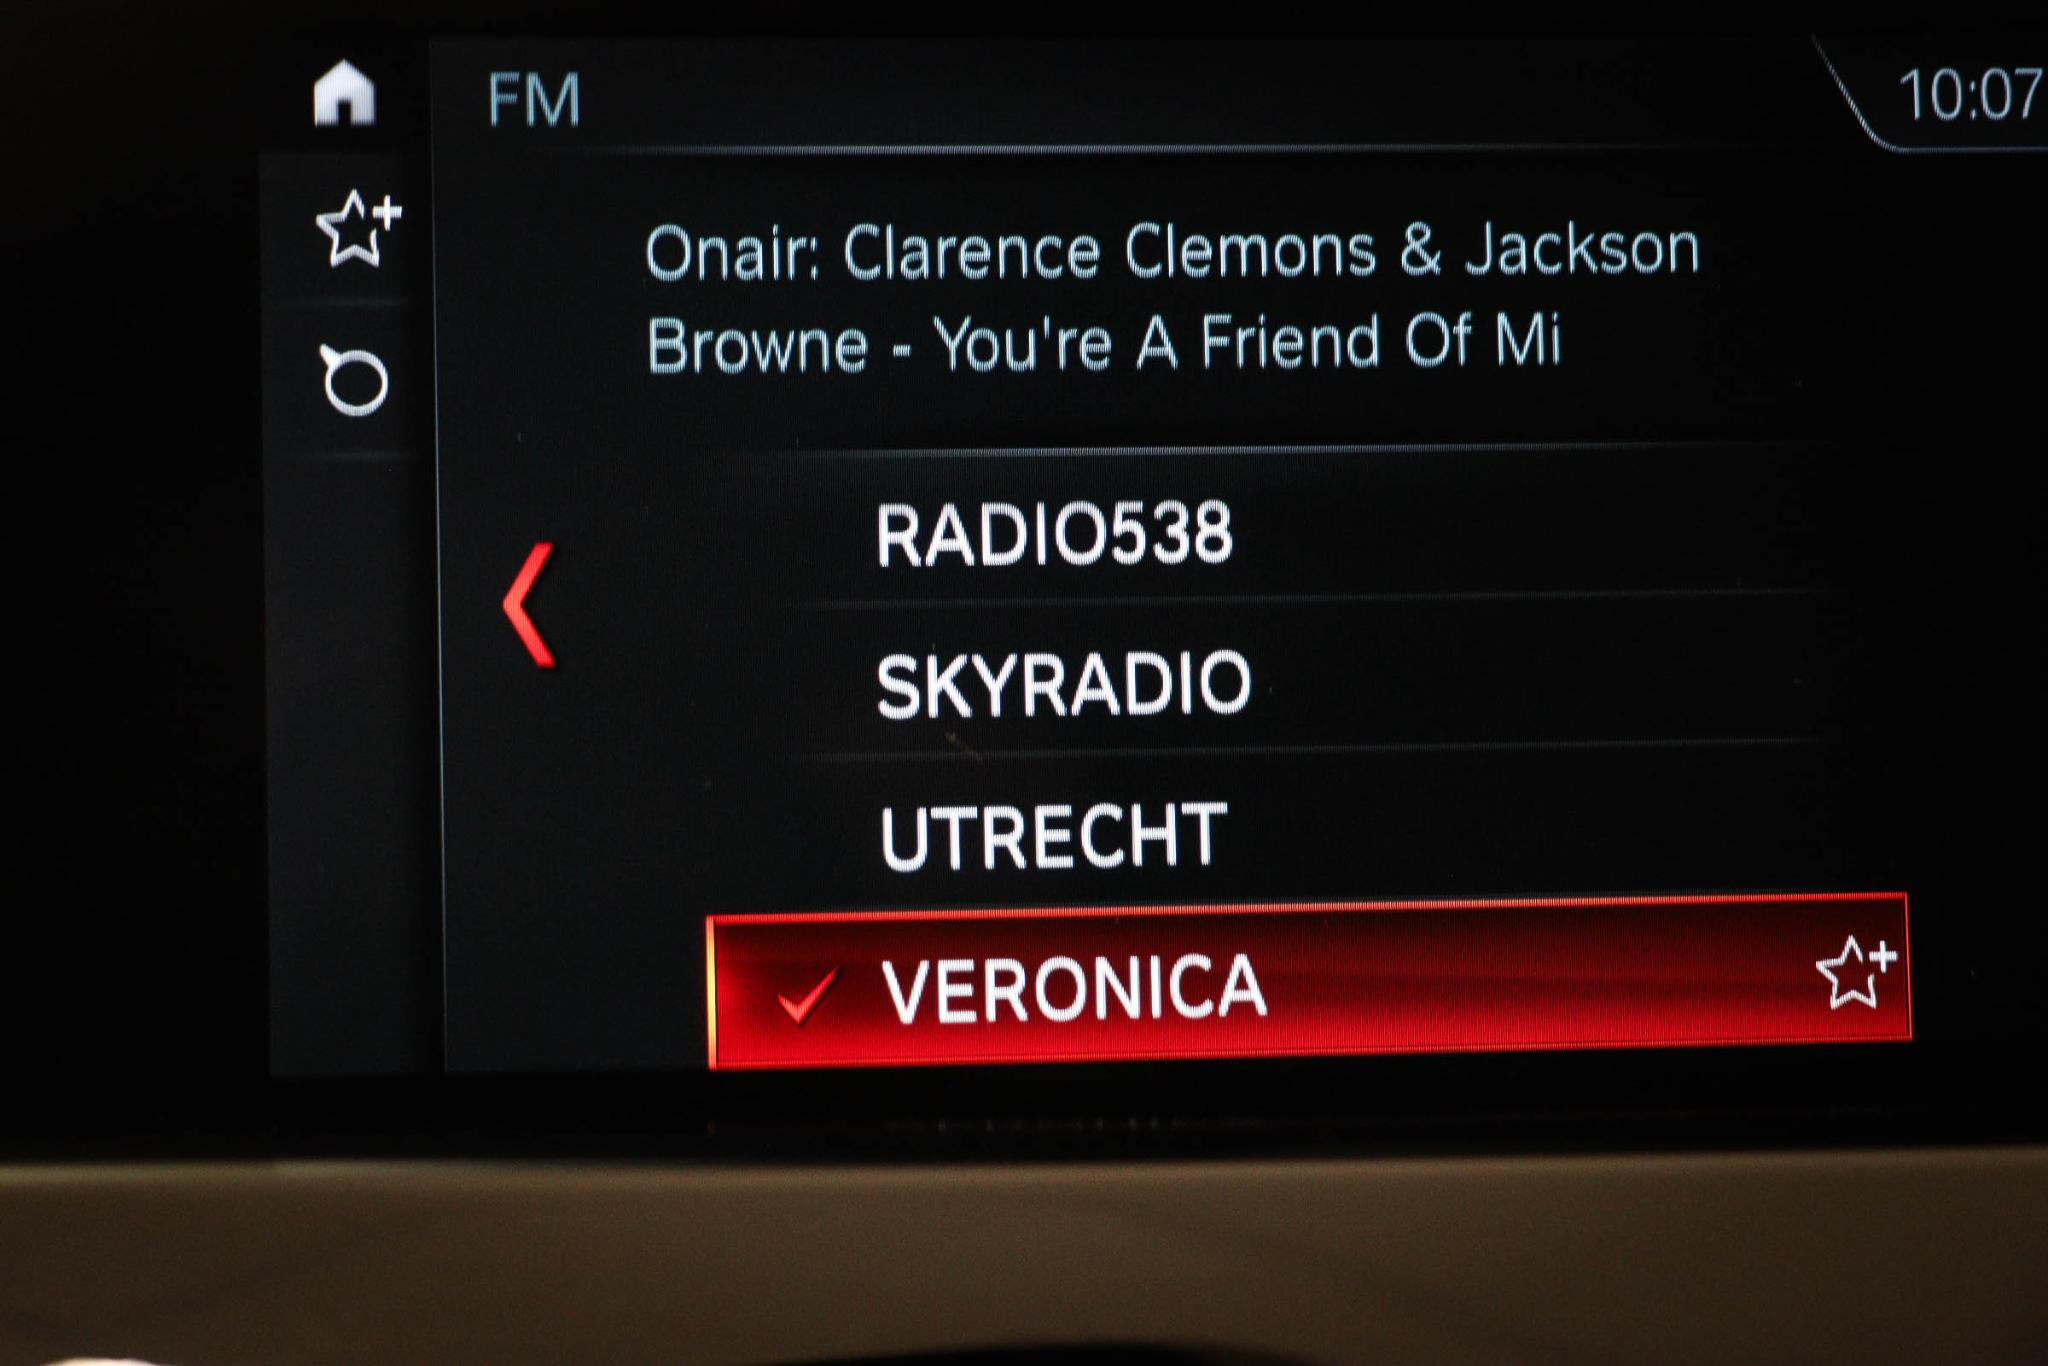 FM
10:07
Onair: Clarence Clemons & Jackson
Browne - You're A Friend Of Mi
RADIO538
SKYRADIO
UTRECHT
VERONICA